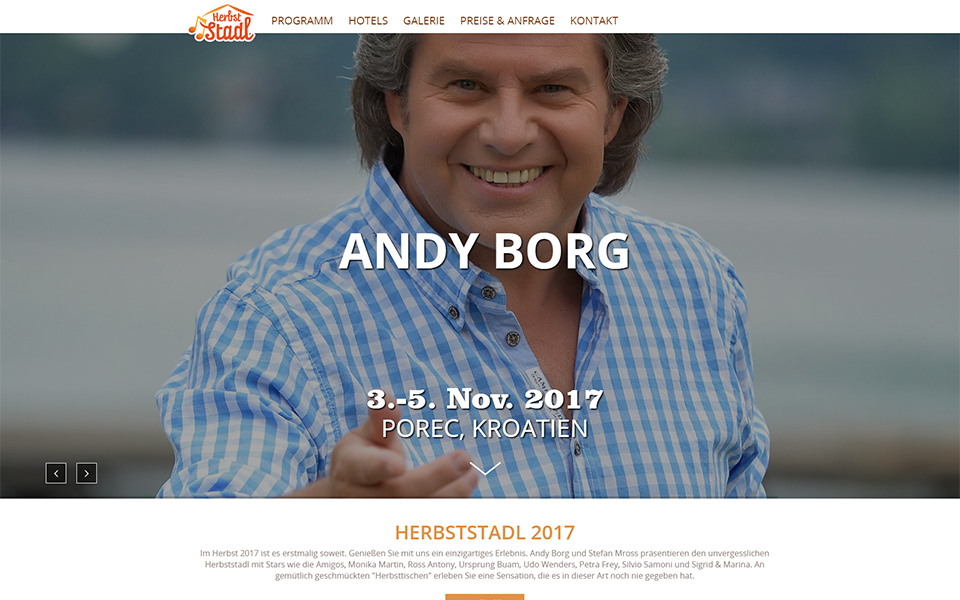 Herbst
Stadl
PROGRAMM HOTELS GALERIE PREISE & ANFRAGE KONTAKT
ANDY BORG
3.-5. Nov. 2017
POREC, KROATIEN
HERBSTSTADL 2017
Im Herbst 2017 ist es erstmalig soweit. Genießen Sie mit uns ein einzigartiges Erlebnis. Andy Borg und Stefan Mross präsentieren den unvergesslichen
Herbststadl mit Stars wie die Amigos, Monika Martin, Ross Antony, Ursprung Buam, Udo Wenders, Petra Frey, Silvio Samoni und Sigrid & Marina. An
gemütlich geschmückten "Herbsttischen" erleben Sie eine Sensation, die es in dieser Art noch nie gegeben hat.